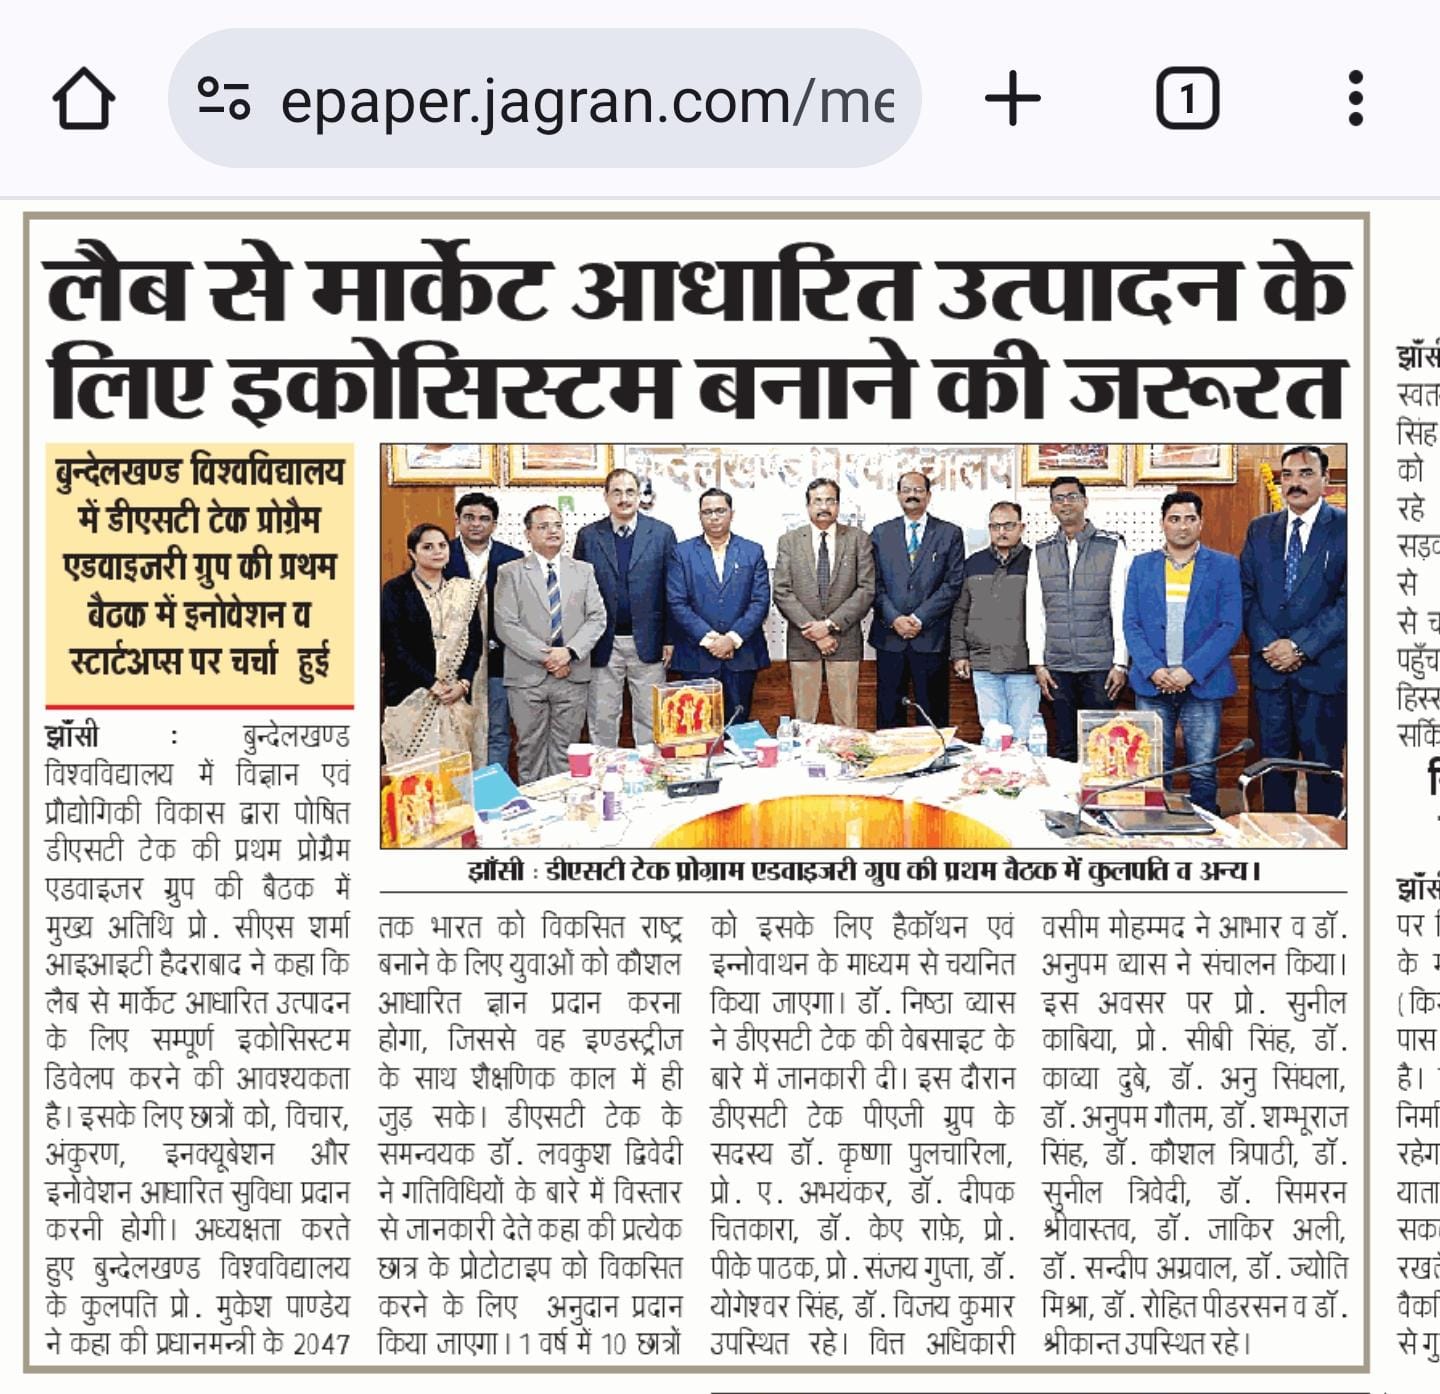 epaper.jagran.com/me
1
लैब से मार्केट आधारित उत्पादन के
लिए इकोसिस्टम बनाने की जरूरत
बुन्देलखण्ड विश्वविद्यालय
में डीएसटी टेक प्रोग्रैम
एडवाइजरी ग्रुप की प्रथम
बैठक में इनोवेशन व
स्टार्टअप्स पर चर्चा हुई
झाँसी : बुन्देलखण्ड
विश्वविद्यालय में विज्ञान एवं
प्रौद्योगिकी विकास द्वारा पोषित
डीएसटी टेक की प्रथम प्रोग्रैम
एडवाइजर ग्रुप की बैठक में
मुख्य अतिथि प्रो. सीएस शर्मा
आइआइटी हैदराबाद ने कहा कि
लैब से मार्केट आधारित उत्पादन
के लिए सम्पूर्ण इकोसिस्टम
डिवेलप करने की आवश्यकता
है। इसके लिए छात्रों को, विचार,
अंकुरण, इनक्यूबेशन और
इनोवेशन आधारित सुविधा प्रदान
करनी होगी। अध्यक्षता करते
हुए बुन्देलखण्ड विश्वविद्यालय
के कुलपति प्रो. मुकेश पाण्डेय
ने कहा की प्रधानमन्त्री के 2047
झाँसी : डीएसटी टेक प्रोग्राम एडवाइजरी ग्रुप की प्रथम बैठक में कुलपति व अन्य।
तक भारत को विकसित राष्ट्र
बनाने के लिए युवाओं को कौशल
आधारित ज्ञान प्रदान करना
होगा, जिससे वह इण्डस्ट्रीज
के साथ शैक्षणिक काल में ही
जुड़ सके। डीएसटी टेक के
समन्वयक डॉ. लवकुश द्विवेदी
ने गतिविधियों के बारे में विस्तार
से जानकारी देते कहा की प्रत्येक
छात्र के प्रोटोटाइप को विकसित
करने के लिए अनुदान प्रदान
किया जाएगा। 1 वर्ष में 10 छात्रों
को इसके लिए हैकॉथन एवं
इन्नोवाथन के माध्यम से चयनित
किया जाएगा। डॉ. निष्ठा व्यास
ने डीएसटी टेक की वेबसाइट के
बारे में जानकारी दी। इस दौरान
डीएसटी टेक पीएजी ग्रुप के
सदस्य डॉ. कृष्णा पुलचारिला,
प्रो. ए. अभयंकर, डॉ. दीपक
चितकारा, डॉ. केए राफ़े, प्रो.
पीके पाठक, प्रो. संजय गुप्ता, डॉ.
योगेश्वर सिंह, डॉ. विजय कुमार
उपस्थित रहे। वित्त अधिकारी
वसीम मोहम्मद ने आभार व डॉ.
अनुपम व्यास ने संचालन किया।
इस अवसर पर प्रो. सुनील
काबिया, प्रो. सीबी सिंह, डॉ.
काव्या दुबे, डॉ. अनु सिंघला,
डॉ. अनुपम गौतम, डॉ. शम्भूराज
सिंह, डॉ. कौशल त्रिपाठी, डॉ.
सुनील त्रिवेदी, डॉ. सिमरन
श्रीवास्तव, डॉ. जाकिर अली,
डॉ. सन्दीप अग्रवाल, डॉ. ज्योति
मिश्रा, डॉ. रोहित पीडरसन व डॉ.
श्रीकान्त उपस्थित रहे।
सिंह
को
रहे
से
पर
है।